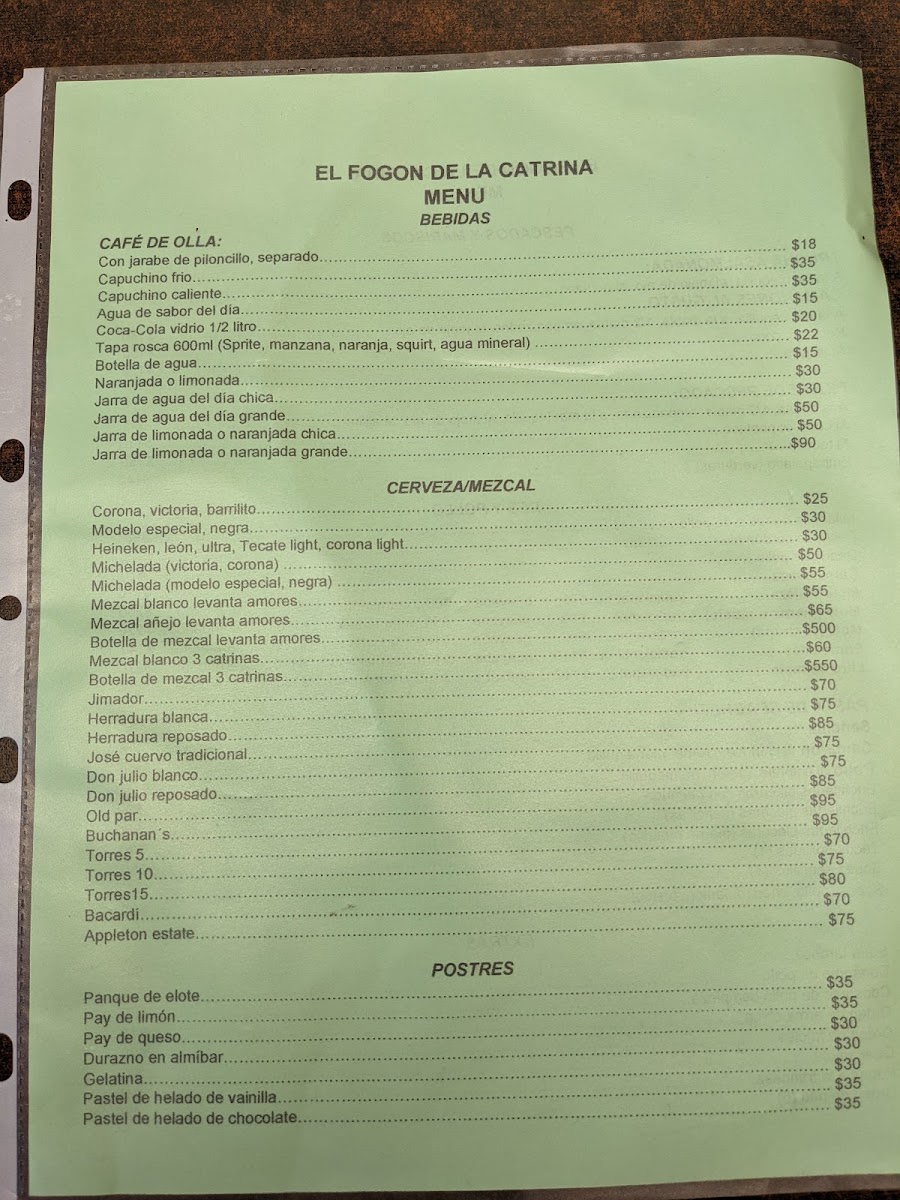 EL FOGON DE LA CATRINA
MENU
BEBIDAS
CAFÉ DE OLLA:
Con jarabe de piloncillo, separado.......... $18
Capuchino frio.......... $35
Capuchino caliente.......... $35
Agua de sabor del día.......... $15
Coca-Cola vidrio 1/2 litro.......... $20
Tapa rosca 600ml (Sprite, manzana, naranja, squirt, agua mineral) .......... $22
Botella de agua.......... $15
Naranjada o limonada.......... $30
Jarra de agua del día chica.......... $30
Jarra de agua del día grande.......... $50
Jarra de limonada o naranjada chica.......... $50
Jarra de limonada o naranjada grande..........$90
CERVEZA/MEZCAL
Corona, victoria, barrilito.......... $25
Modelo especial, negra.......... $30
Heineken, león, ultra, Tecate light, corona light.......... $30
Michelada (victoria, corona) .......... $50
Michelada (modelo especial, negra) .......... $55
Mezcal blanco levanta amores.......... $55
Mezcal añejo levanta amores.......... $65
Botella de mezcal levanta amores..........$500
Mezcal blanco 3 catrinas..........$60
Botella de mezcal 3 catrinas..........$550
Jimador.......... $70
Herradura blanca.......... $75
Herradura reposado.......... $85
José cuervo tradicional.......... $75
Don julio blanco.......... $75
Don julio reposado.......... $85
Old par.......... $95
Buchanan´s.......... $95
Torres 5.......... $70
Torres 10.......... $75
Torres15.......... $80
Bacardí.......... $70
Appleton estate.......... $75
POSTRES
Panque de elote.......... $35
Pay de limón.......... $35
Pay de queso.......... $30
Durazno en almíbar.......... $30
Gelatina.......... $30
Pastel de helado de vainilla.......... $35
Pastel de helado de chocolate.......... $35